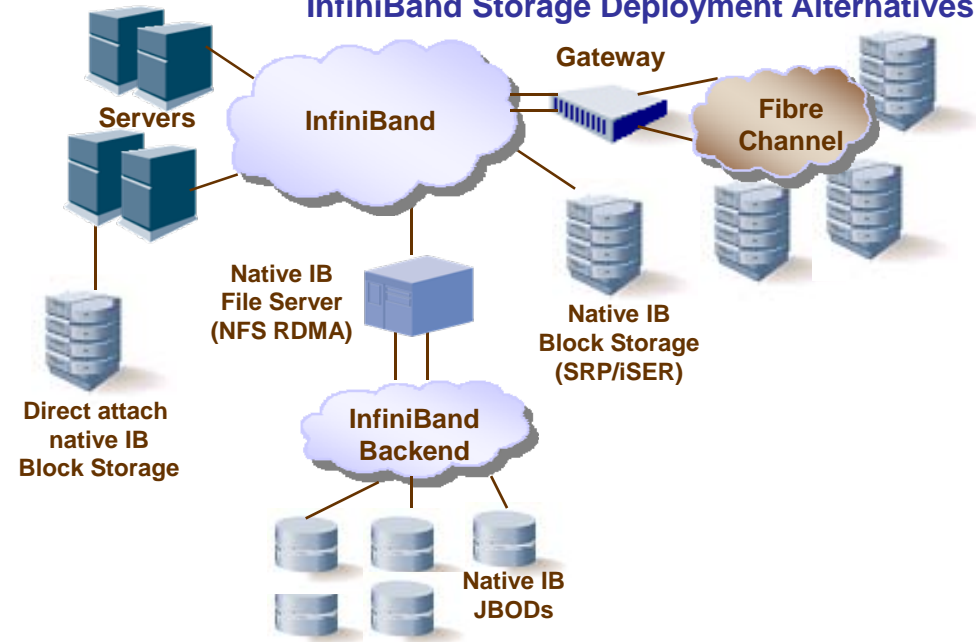 InfiniBand Storage Deployment Alternatives
Gateway
Servers
InfiniBand
Fibre
Channel
Native IB
File Server
(NFS RDMA)
Native IB
Block Storage
(SRP/iSER)
Direct attach
native IB
Block Storage
InfiniBand
Backend
Native IB
JBODs